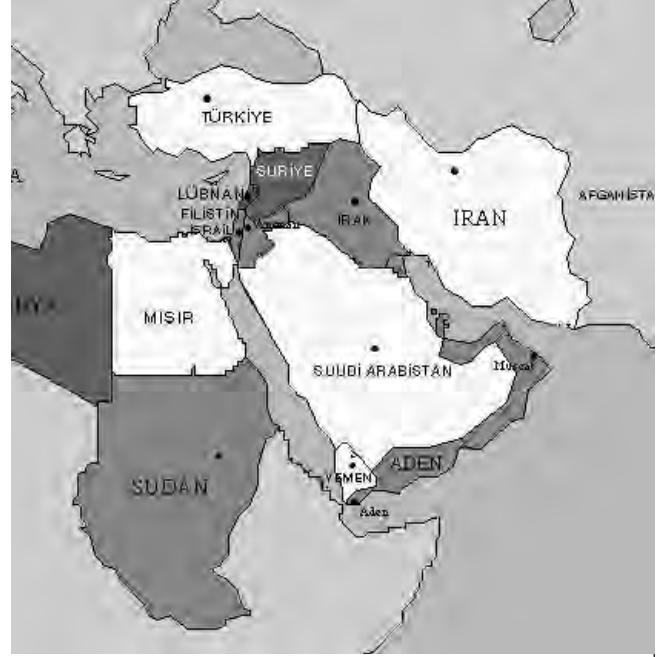 TÜRKİYE
SURİYE
LÜBNAN
FİLİSTİN
İSRAİL
IRAK
IRAN
AFGANİSTA
MISIR
S.UUDİ ARABİSTAN
Muscat
SUDAN
YEMEN
ADEN
Aden